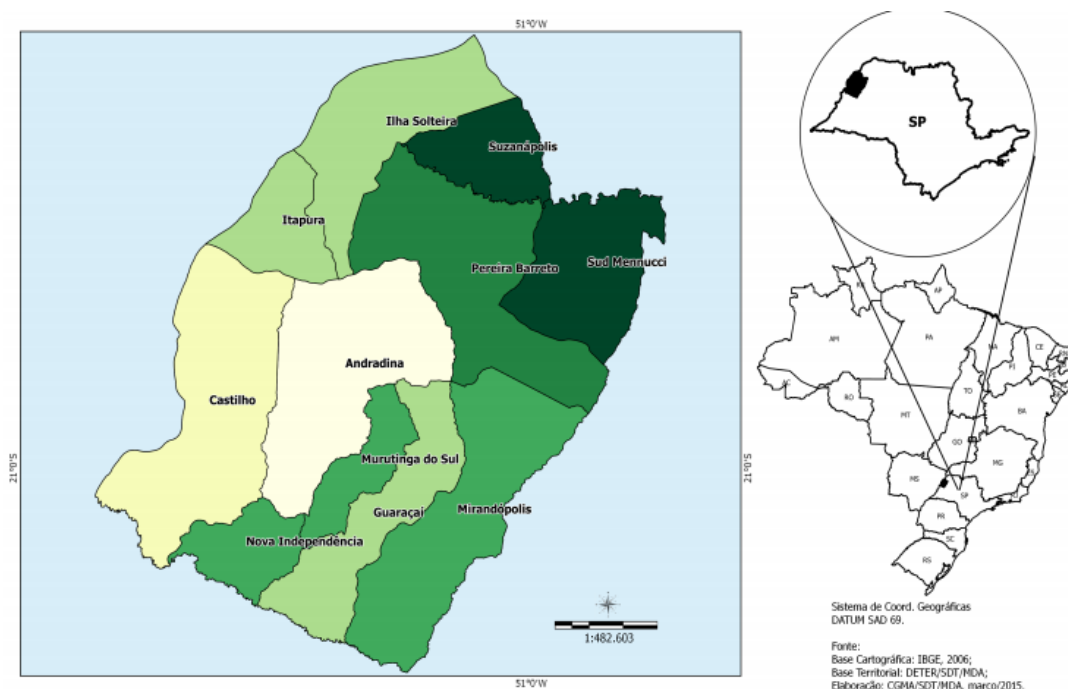 51°0'W
Ilha Solteira
Suzanápolis
Itapura
Pereira Barreto
Sud Mennucci
Andradina
Castilho
Murutinga do Sul
Guaraçai
Mirandópolis
Nova Independência
21°0'S
21°0'S
1:482.603
51°0'W
SP
AP
AM
PA
MA
CE
PI
AC
RO
TO
MT
BA
GO
MG
MS
SP
PR
SC
RS
Sistema de Coord. Geográficas
DATUM SAD 69.
Fonte:
Base Cartográfica: IBGE, 2006;
Base Territorial: DETER/SDT/MDA;
Elaboração: CGMA/SDT/MDA, março/2015.